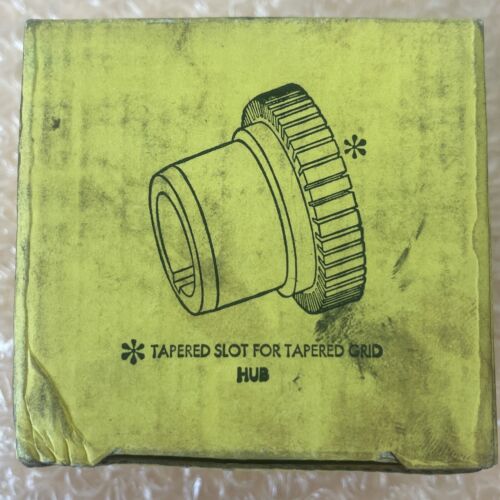 *
* TAPERED SLOT FOR TAPERED GRID
HUB